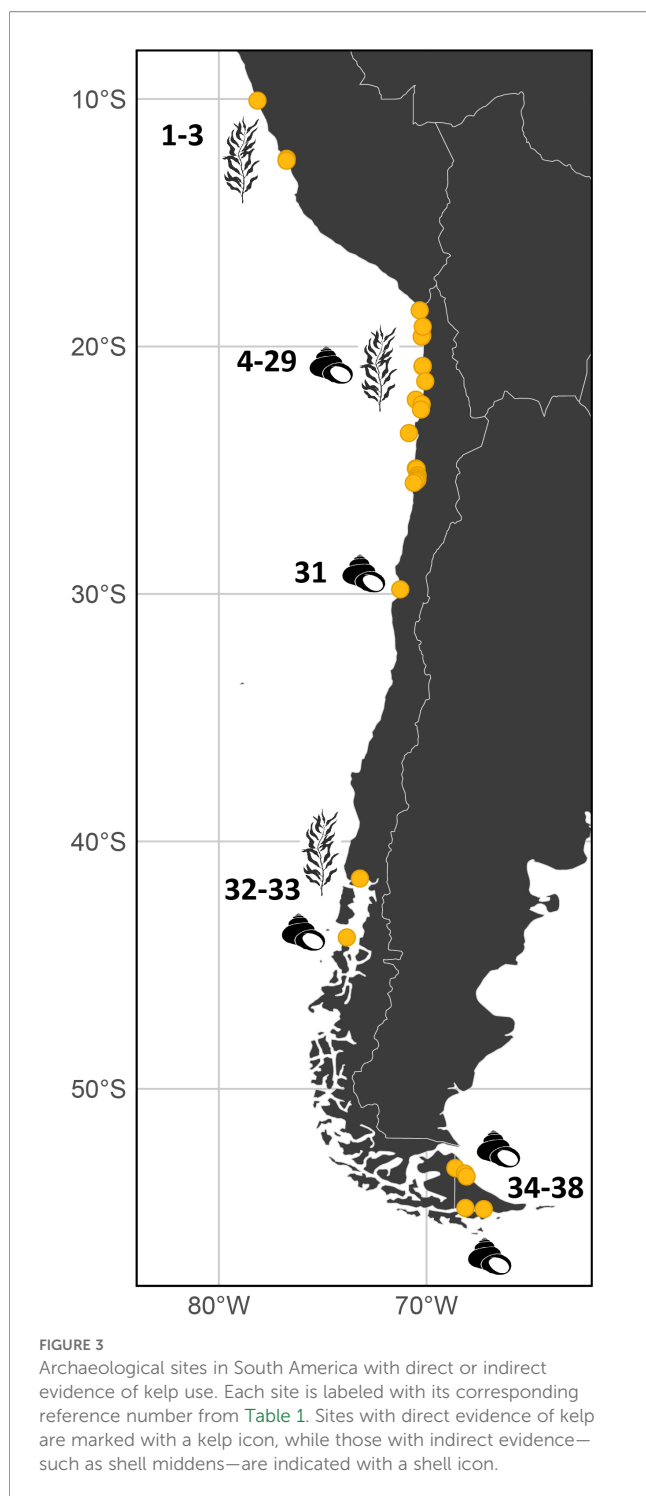 10°S
1-3
20°S
4-29
31
30°S
40°S
32-33
50°S
34-38
80°W 70°W
FIGURE 3
Archaeological sites in South America with direct or indirect
evidence of kelp use. Each site is labeled with its corresponding
reference number from Table 1. Sites with direct evidence of kelp
are marked with a kelp icon, while those with indirect evidence—
such as shell middens—are indicated with a shell icon.